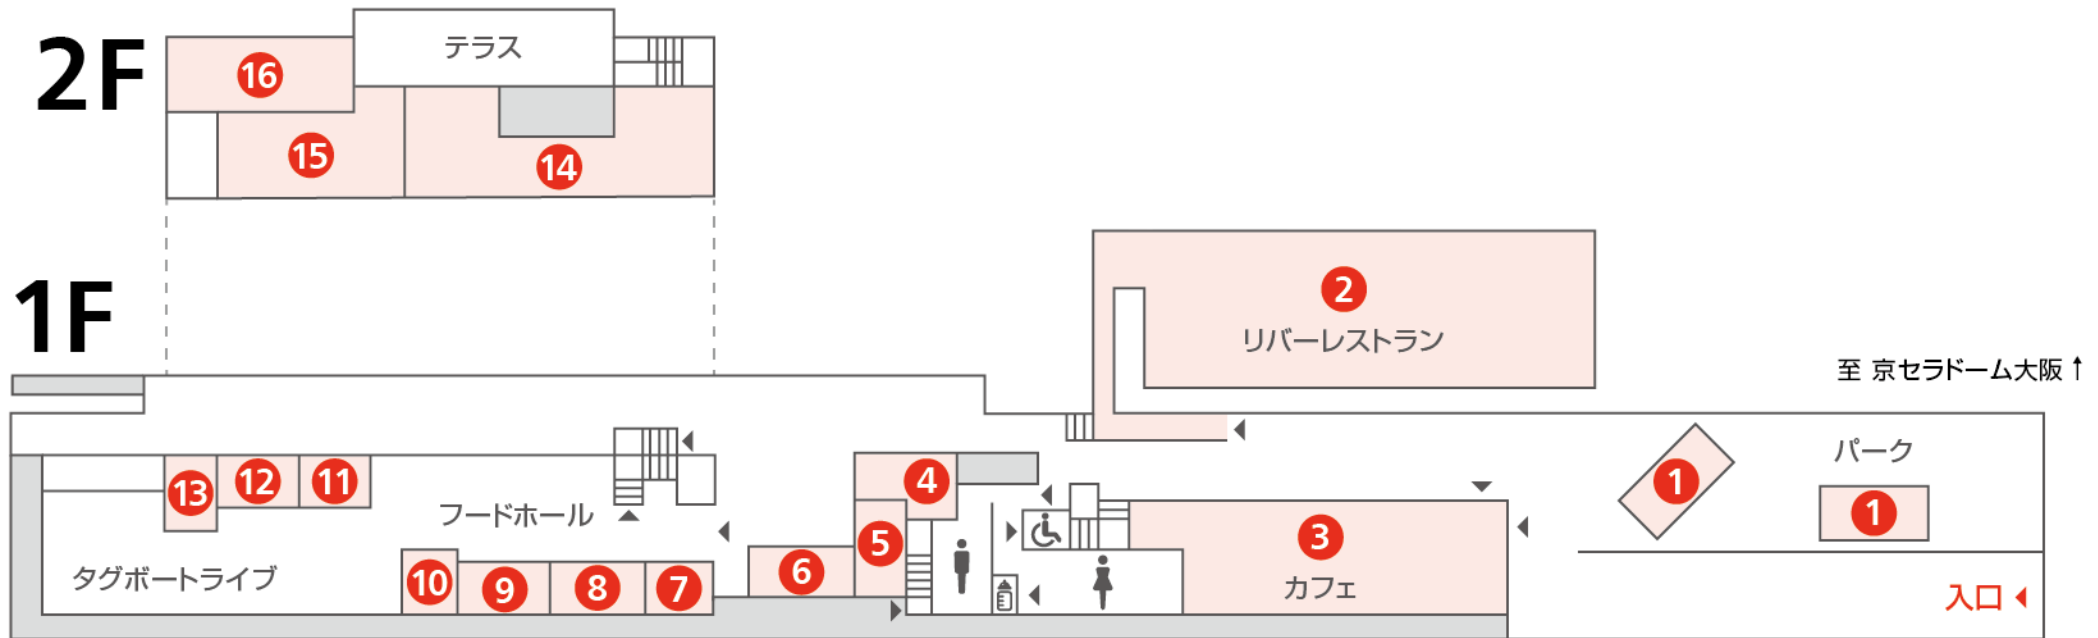 2F
テラス
16
15
14
1F
2
リバーレストラン
至 京セラドーム大阪↑
パーク
1
1
13
12
11
フードホール
4
5
3
カフェ
タグボートライブ
10
9
8
7
6
入口